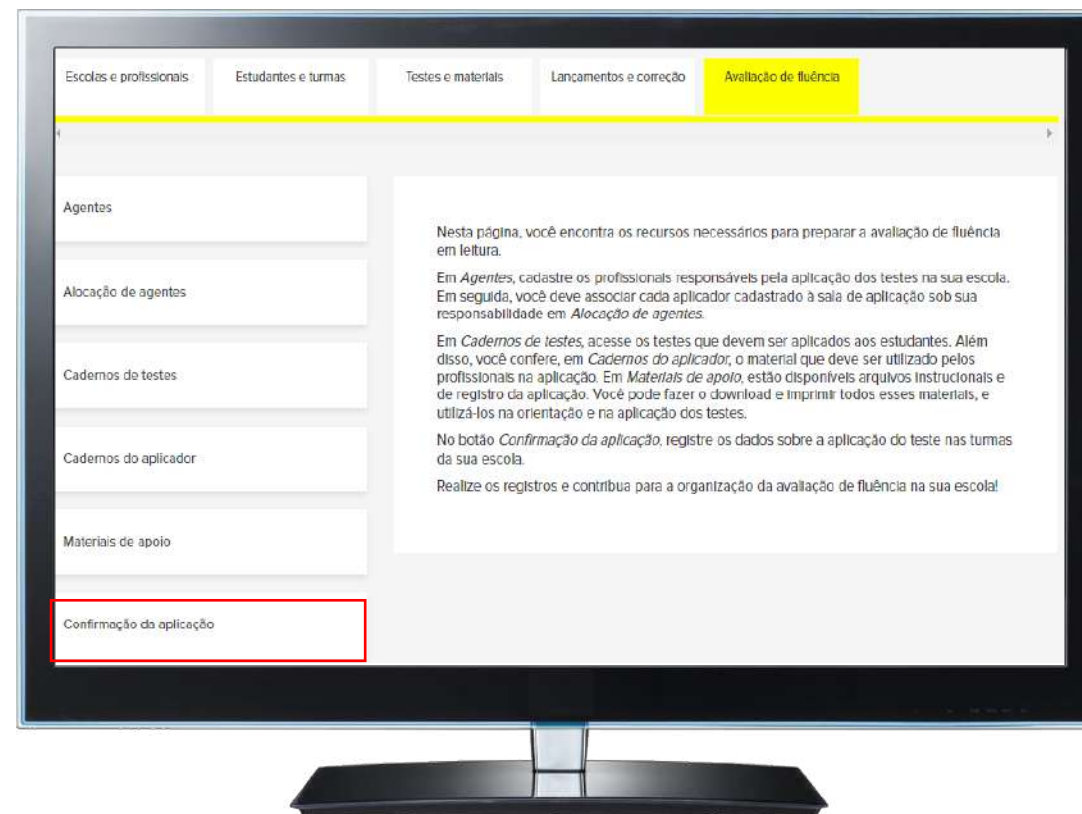 Escolas e profissionais
Estudantes e turmas
Testes e materiais
Lançamentos e correção
Avaliação de fluência
Agentes
Alocação de agentes
Cadernos de testes
Cadernos do aplicador
Materiais de apoio
Confirmação da aplicação
Nesta página, você encontra os recursos necessários para preparar a avaliação de fluência
em leitura.
Em Agentes, cadastre os profissionais responsáveis pela aplicação dos testes na sua escola.
Em seguida, você deve associar cada aplicador cadastrado à sala de aplicação sob sua
responsabilidade em Alocação de agentes.
Em Cadernos de testes, acesse os testes que devem ser aplicados aos estudantes. Além
disso, você confere, em Cadernos do aplicador, o material que deve ser utilizado pelos
profissionais na aplicação. Em Materiais de apoio, estão disponíveis arquivos instrucionais e
de registro da aplicação. Você pode fazer o download e imprimir todos esses materiais, e
utilizá-los na orientação e na aplicação dos testes.
No botão Confirmação da aplicação, registre os dados sobre a aplicação do teste nas turmas
da sua escola.
Realize os registros e contribua para a organização da avaliação de fluência na sua escola!